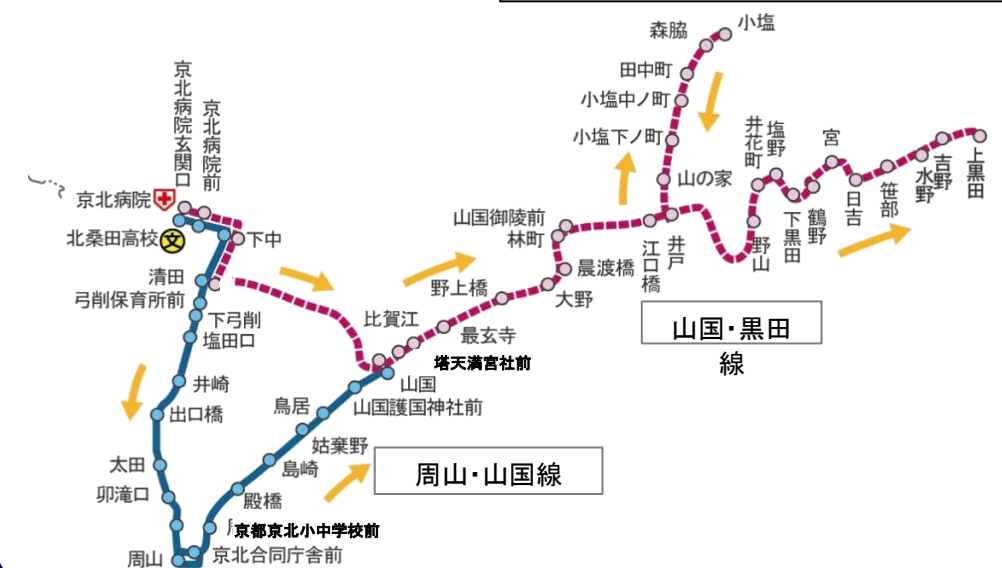 小塩
森脇
田中町
小塩中ノ町
小塩下ノ町
山の家
京北病院玄関口
京北病院前
京北病院
北桑田高校
文
下中
清田
弓削保育所前
下弓削
塩田口
井崎
出口橋
太田
卯滝口
周山
京北合同庁舎前
京都京北小中学校前
殿橋
島崎
姑棄野
鳥居
山国護国神社前
山国
塔天満宮社前
比賀江
最玄寺
野上橋
大野
晨渡橋
林町
山国御陵前
江口橋
井戸
野山
井花町
塩野
下黒田
鶴野
宮
日吉
笹部
水野
吉野
上黒田
山国・黒田
線
周山・山国線